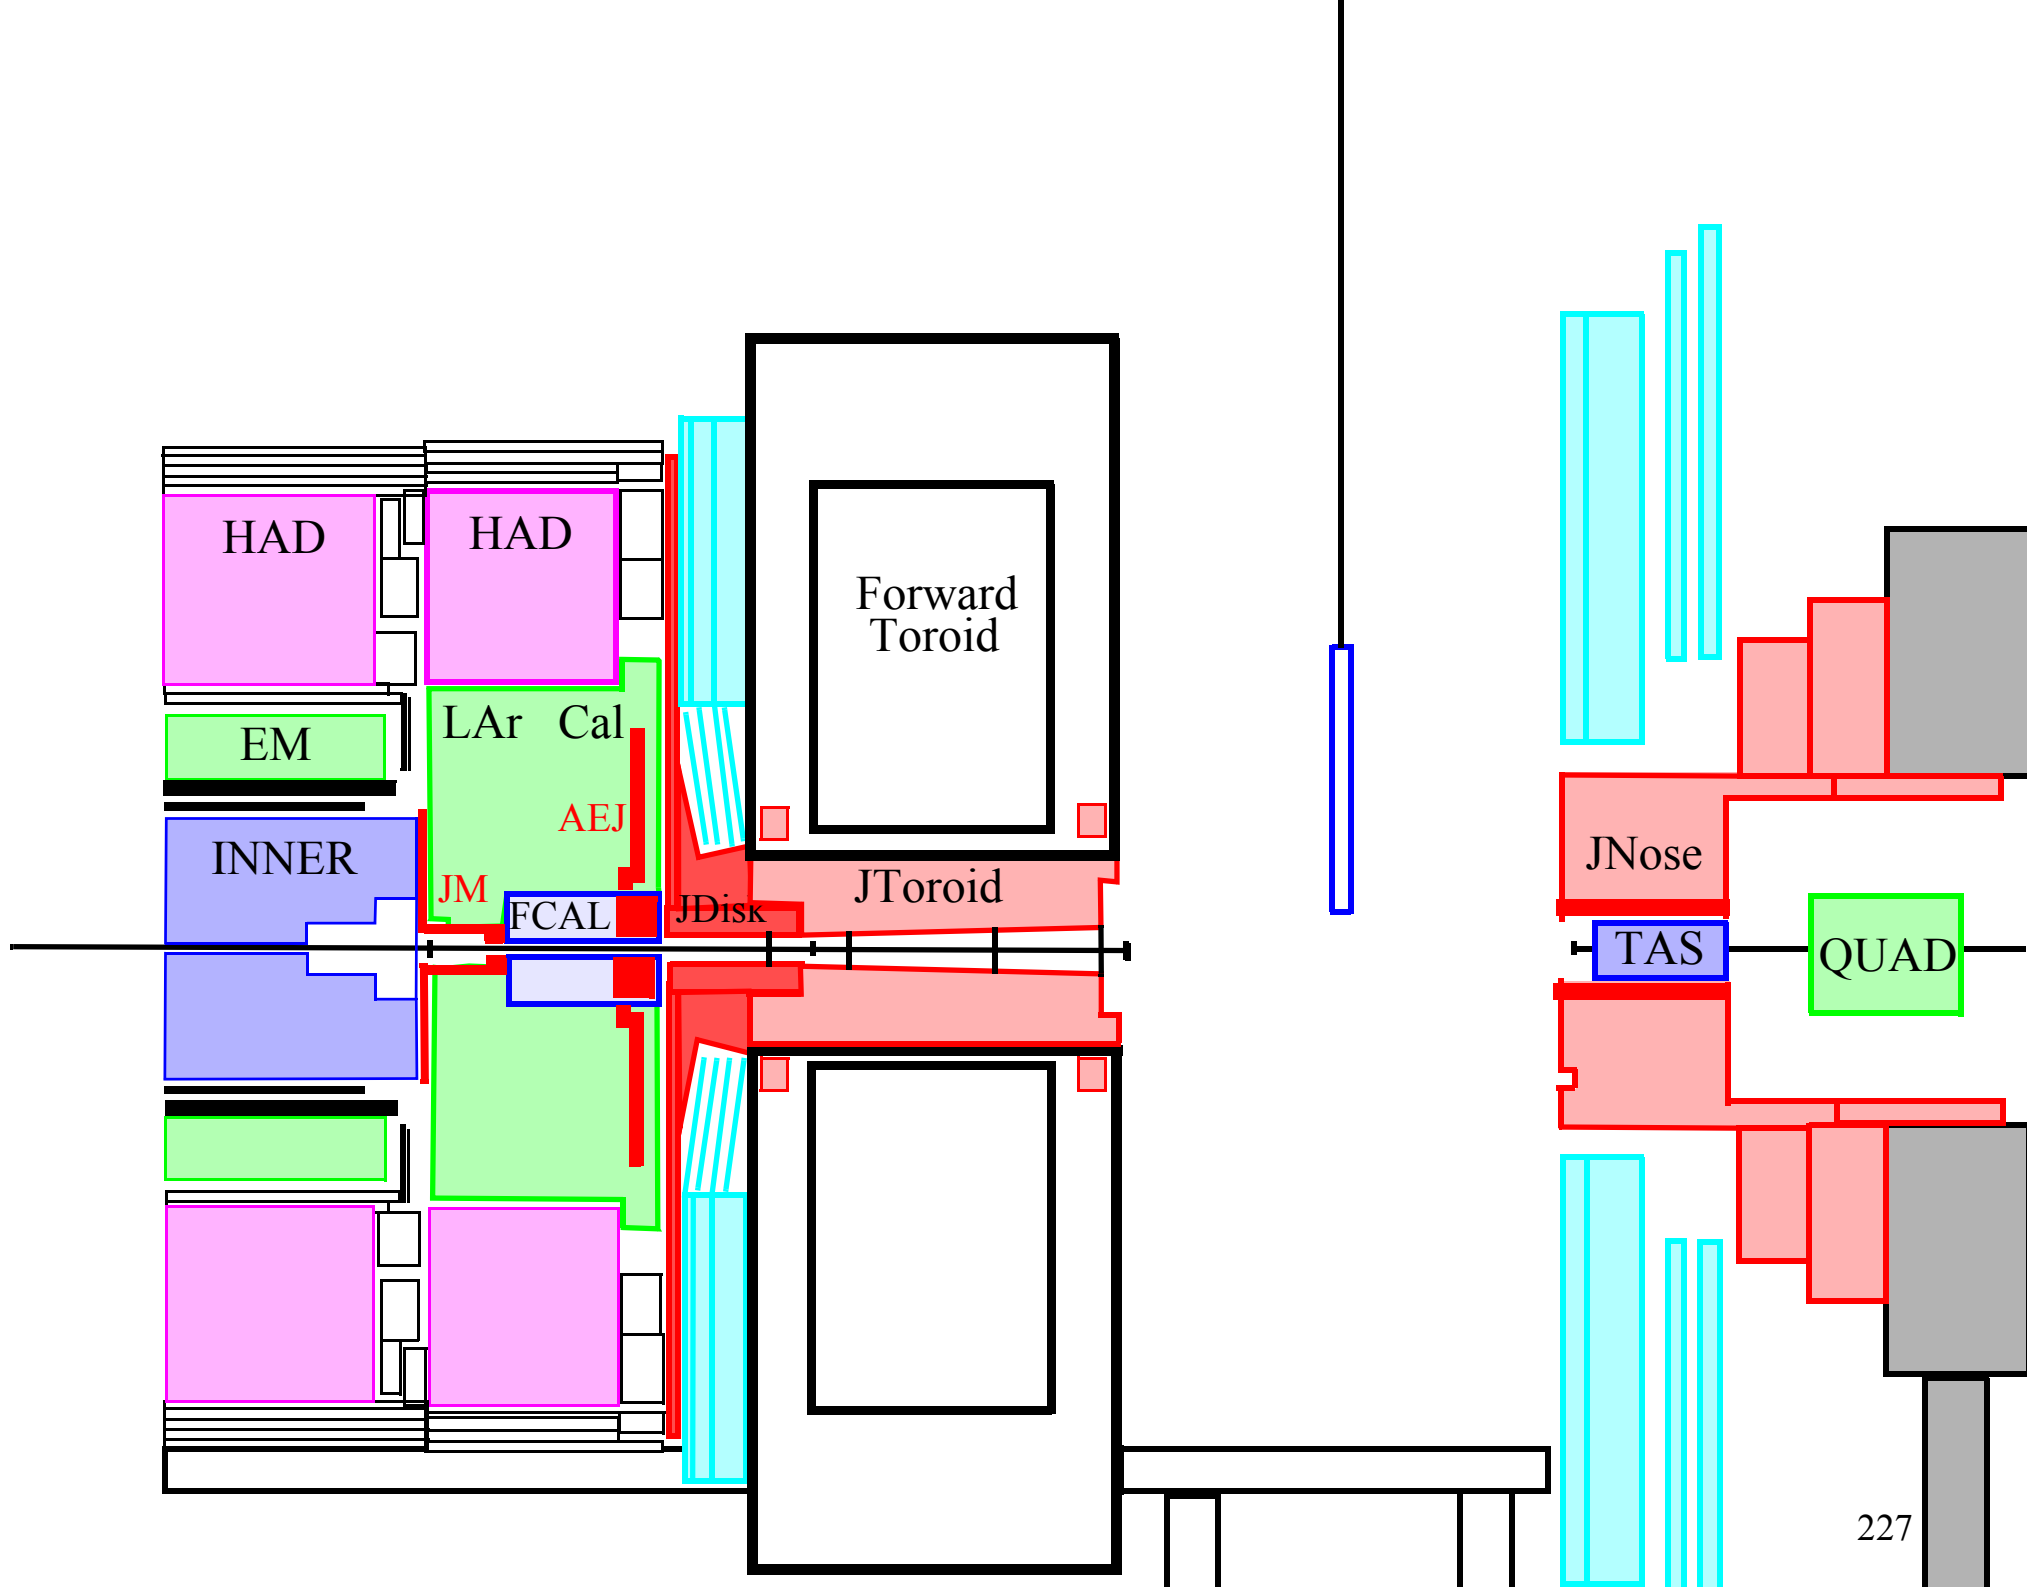 HAD
HAD
Forward
Toroid
LAr Cal
EM
AEJ
INNER
JM
FCAL
JDisk
JToroid
JNose
TAS
QUAD
227